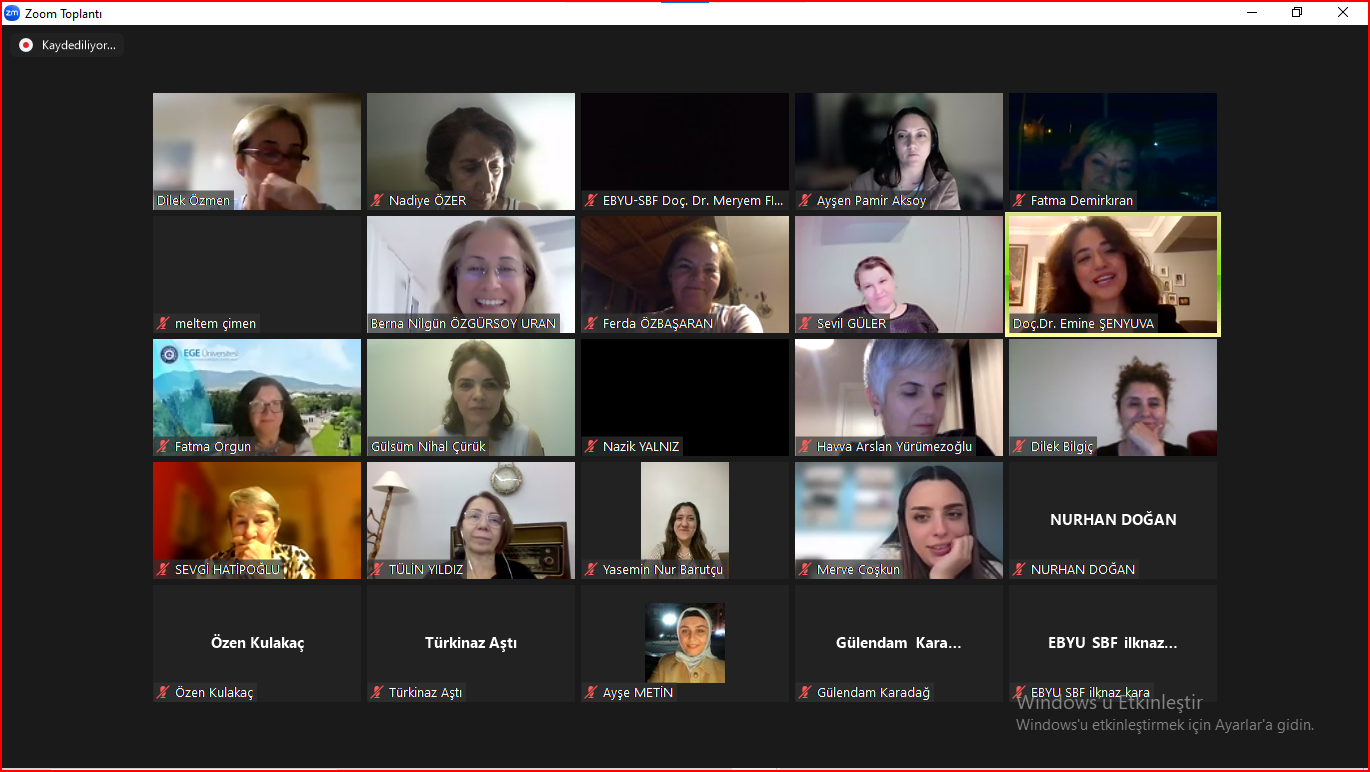 zm Zoom Toplantı
Kaydediliyor...
Dilek Özmen
Nadiye ÖZER
EBYU-SBF Doç. Dr. Meryem FI...
Ayşen Pamir Aksoy
Fatma Demirkıran
meltem çimen
Berna Nilgün ÖZGÜRSOY URAN
Ferda ÖZBAŞARAN
Sevil GÜLER
Doç.Dr. Emine ŞENYUVA
EGE Üniversitesi
Fatma Orgun
Gülsüm Nihal Çürük
Nazik YALNIZ
Havva Arslan Yürümezoğlu
Dilek Bilgiç
SEVGİ HATİPOĞLU
TÜLİN YILDIZ
Yasemin Nur Barutçu
Merve Coşkun
NURHAN DOĞAN
NURHAN DOĞAN
Özen Kulakaç
Özen Kulakaç
Türkinaz Aştı
Türkinaz Aştı
Ayşe METİN
Gülendam Kara...
Gülendam Karadağ
EBYU SBF ilknaz...
EBYU SBF ilknaz kara
Windows'u Etkinleştir
Windows'u etkinleştirmek için Ayarlar'a gidin.